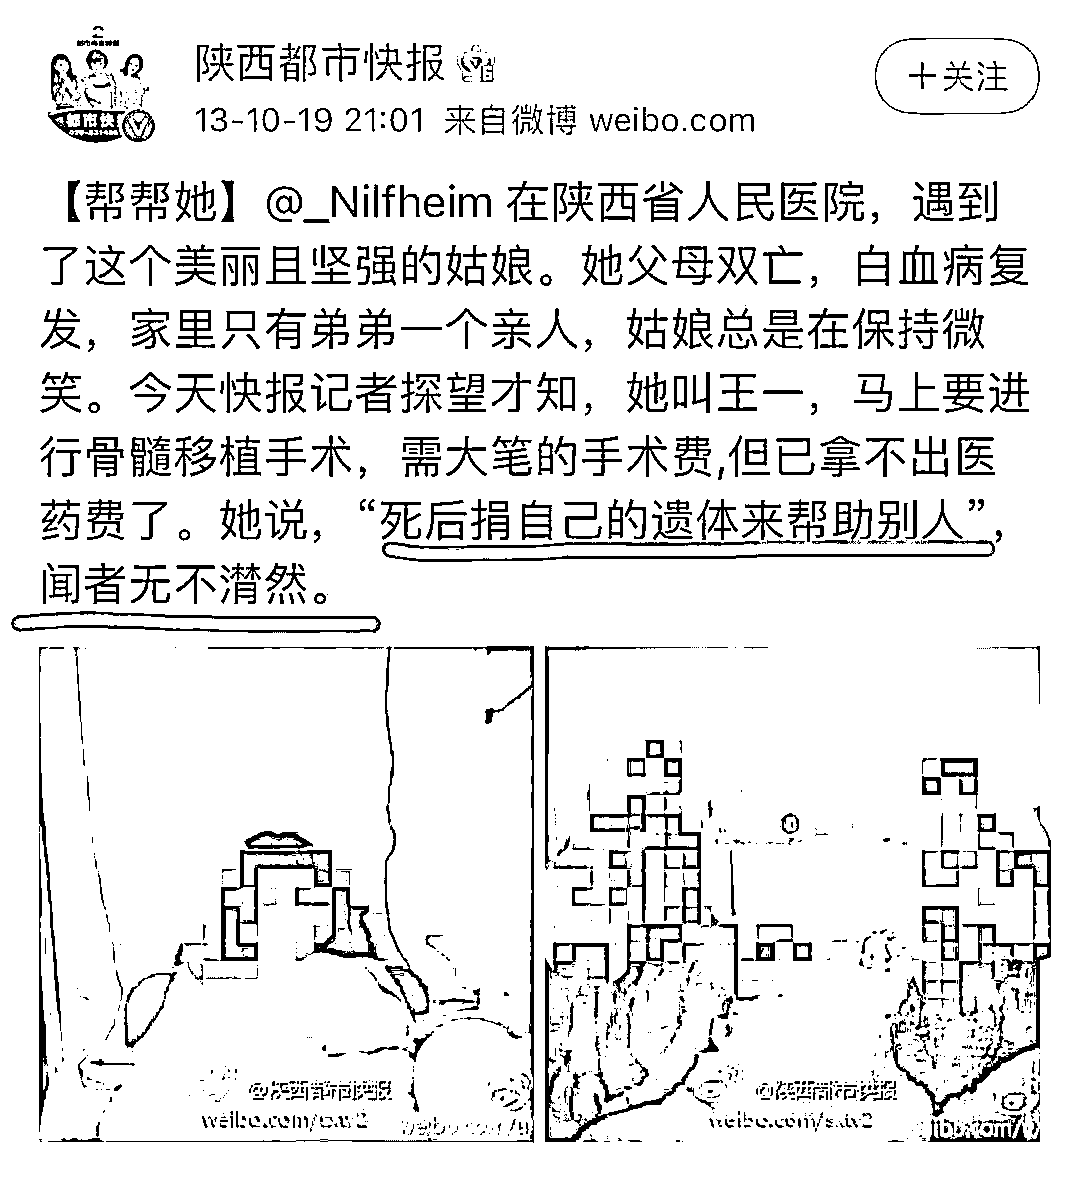 陕西都市快报
+关注
13-10-19 21:01 来自微博 weibo.com
【帮帮她】@_Nilfheim 在陕西省人民医院，遇到
了这个美丽且坚强的姑娘。她父母双亡，白血病复
发，家里只有弟弟一个亲人，姑娘总是在保持微
笑。今天快报记者探望才知，她叫王一，马上要进
行骨髓移植手术，需大笔的手术费,但已拿不出医
药费了。她说，“死后捐自己的遗体来帮助别人”，
闻者无不潸然。
@陕西都市快报
@陕西都市快报